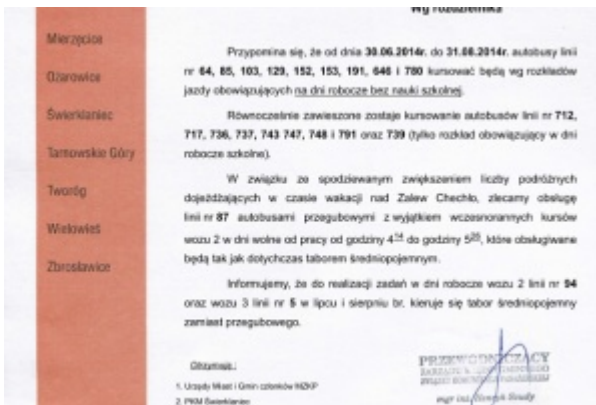 Wg rozdzielnika
Mierzęcice
Ożarowice
Świerklaniec
Tarnowskie Góry
Tworóg
Wielowieś
Zbrosławice
Przypomina się, że od dnia 30.06.2014r. do 31.08.2014r. autobusy linii
nr 64, 85, 103, 129, 152, 153, 191, 646 i 780 kursować będą wg rozkładów
jazdy obowiązujących na dni robocze bez nauki szkolnej.
Równocześnie zawieszone zostaje kursowanie autobusów linii nr 712,
717, 736, 737, 743 747, 748 i 791 oraz 739 (tylko rozkład obowiązujący w dni
robocze szkolne).
W związku ze spodziewanym zwiększeniem liczby podróżnych
dojeżdżających w czasie wakacji nad Zalew Chechło, zlecamy obsługę
linii nr 87 autobusami przegubowymi z wyjątkiem wczesnorannych kursów
wozu 2 w dni wolne od pracy od godziny 414 do godziny 5, które obsługiwane
będą tak jak dotychczas taborem średniopojemnym.
Informujemy, że do realizacji zadań w dni robocze wozu 2 linii nr 94
oraz wozu 3 linii nr 5 w lipcu i sierpniu br. kieruje się tabor średniopojemny
zamiast przegubowego.
Otrzymują:
1. Urzędy Miast i Gmin członków MZKP
2. PKM Świerklaniec
PRZEWODNICZĄCY
mgr inż.